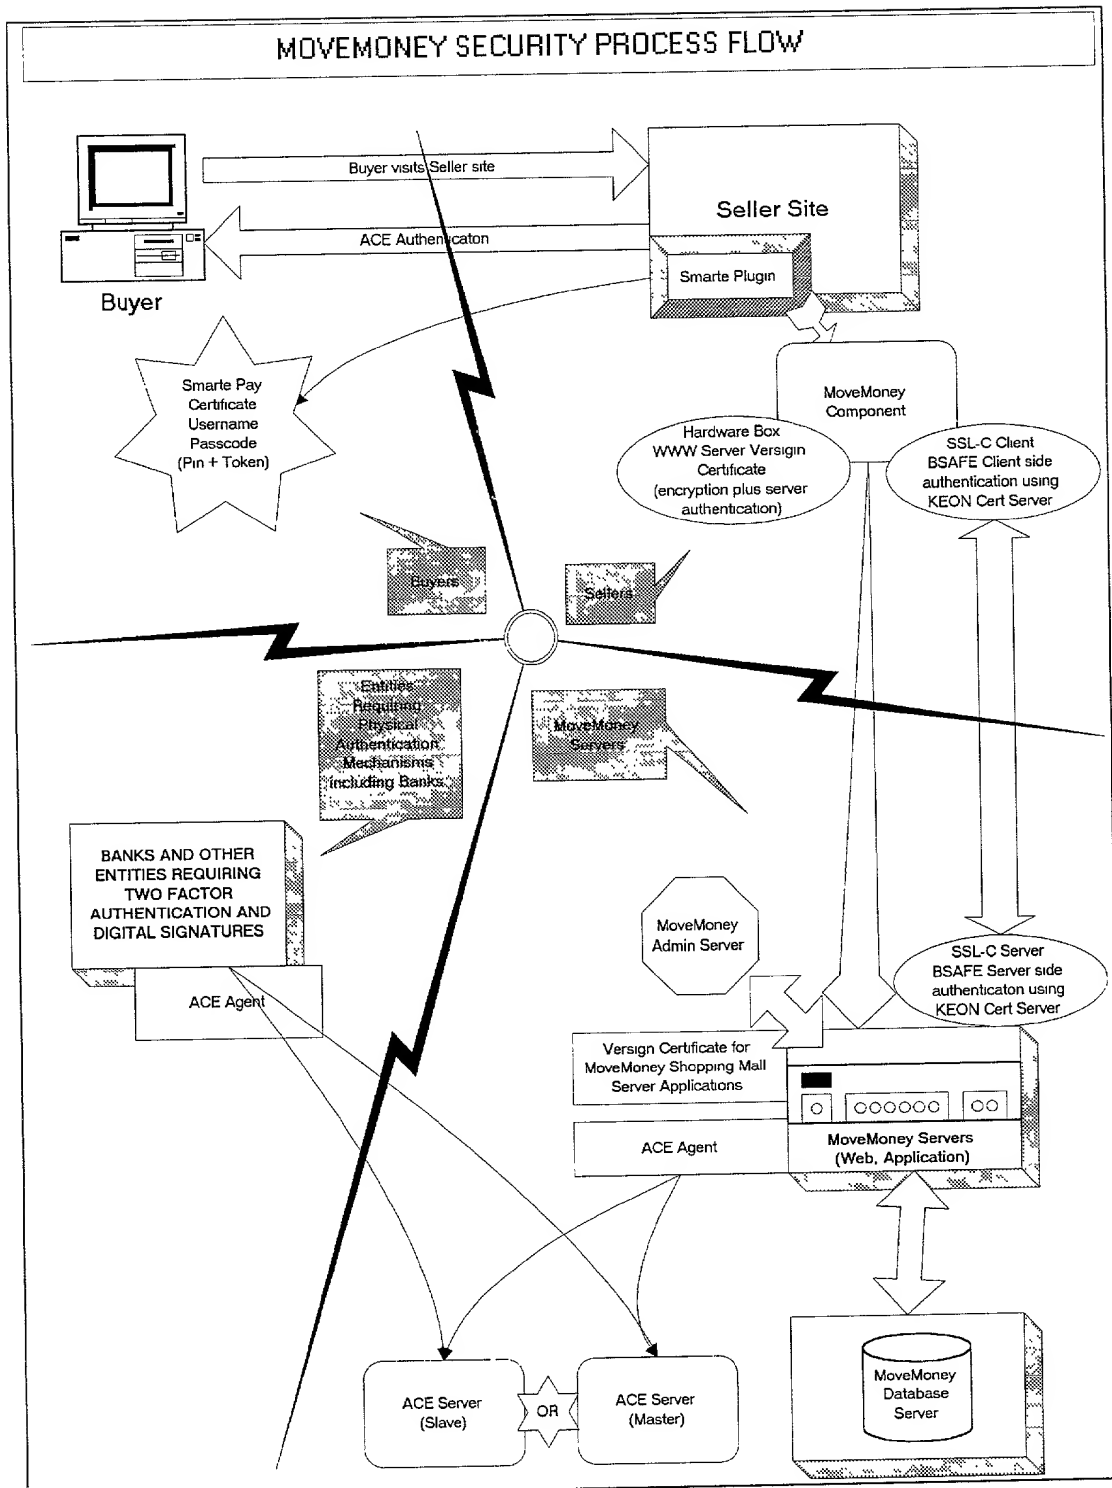 MOVEMONEY SECURITY PROCESS FLOW
Buyer visits Seller site
Seller Site
ACE Authenticaton
Smarte Plugin
Buyer
Smarte Pay
Certificate
Username
Passcode
(Pin + Token)
MoveMoney
Component
Hardware Box
WWW Server Versign
Certificate
(encryption plus server
authentication)
SSL-C Client
BSAFE Client side
authentication using
KEON Cert Server
Buyers
Sellers
Entities
Requiring
Physical
Authentication
Mechanisms
including Banks
MoveMoney
Servers
BANKS AND OTHER
ENTITIES REQUIRING
TWO FACTOR
AUTHENTICATION AND
DIGITAL SIGNATURES
ACE Agent
MoveMoney
Admin Server
SSL-C Server
BSAFE Server side
authenticaton using
KEON Cert Server
Versign Certificate for
MoveMoney Shopping Mall
Server Applications
ACE Agent
MoveMoney Servers
(Web, Application)
ACE Server
(Slave)
OR
ACE Server
(Master)
MoveMoney
Database
Server